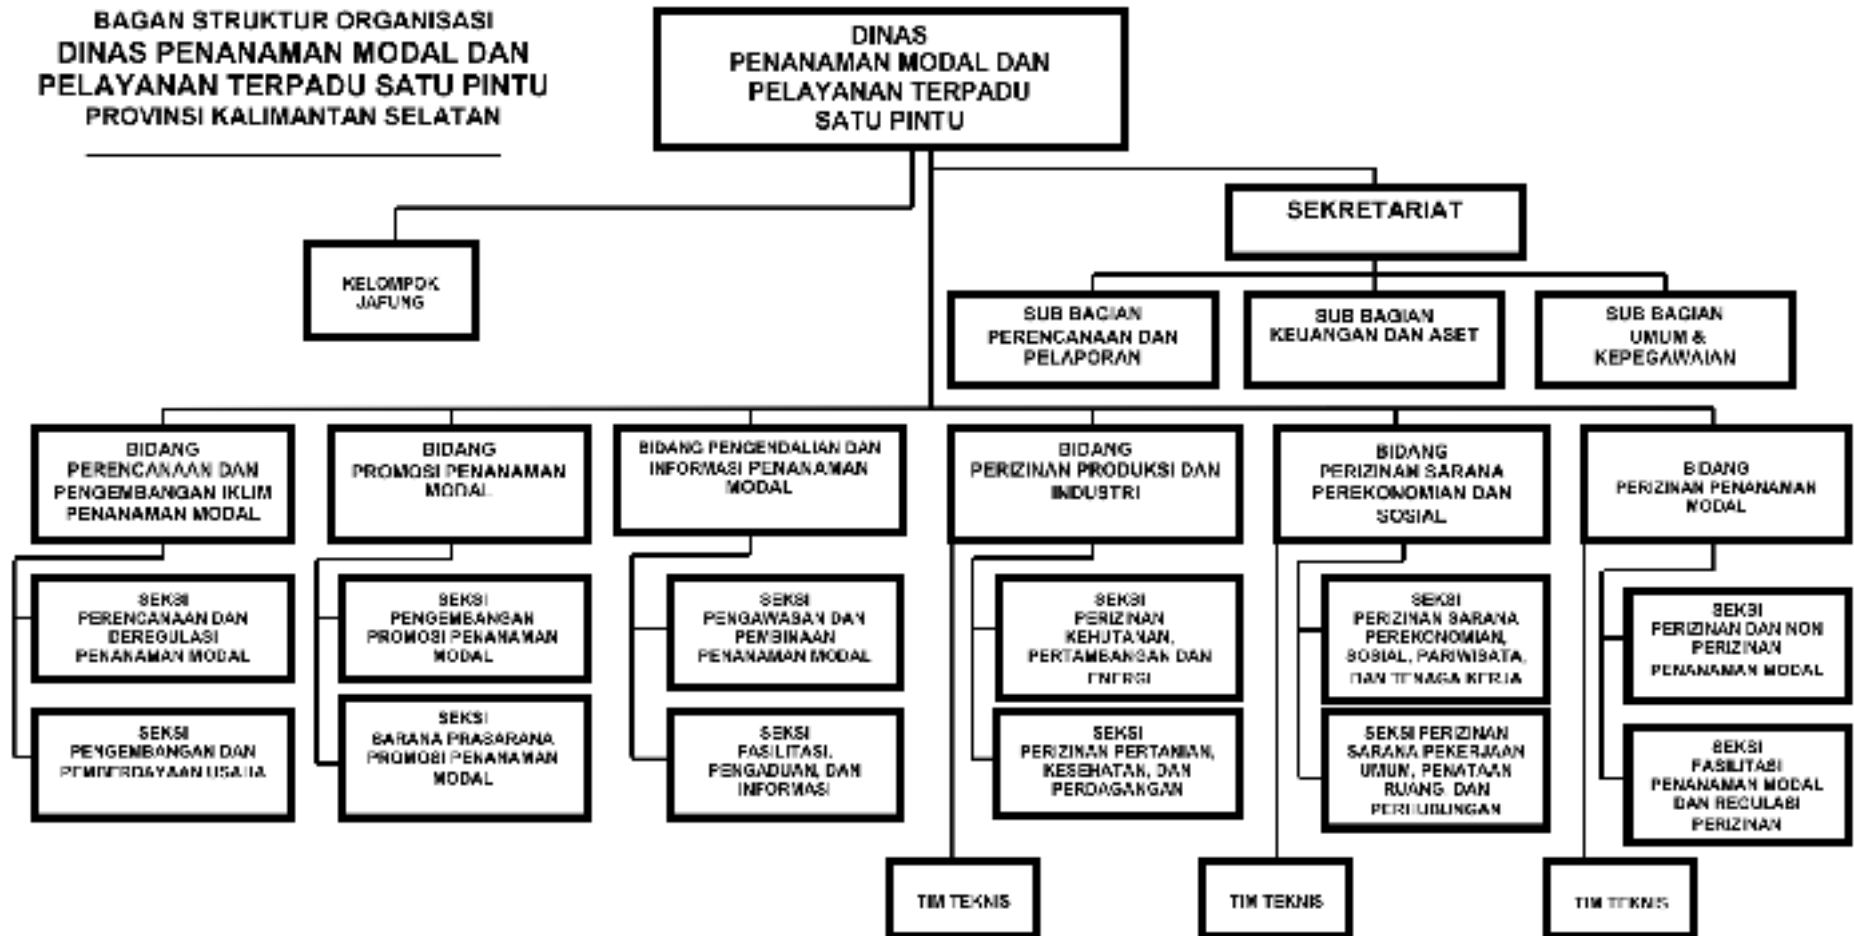 BAGAN STRUKTUR ORGANISASI
DINAS PENANAMAN MODAL DAN
PELAYANAN TERPADU SATU PINTU
PROVINSI KALIMANTAN SELATAN
DINAS
PENANAMAN MODAL DAN
PELAYANAN TERPADU
SATU PINTU
SEKRETARIAT
KELOMPOK
JAFUNG
SUB BAGIAN
PERENCANAAN DAN
PELAPORAN
SUB BAGIAN
KEUANGAN DAN ASET
SUB BAGIAN
UMUM &
KEPEGAWAIAN
BIDANG
PERENCANAAN DAN
PENGEMBANGAN IKLIM
PENANAMAN MODAL
BIDANG
PROMOSI PENANAMAN
MODAL
BIDANG PENGENDALIAN DAN
INFORMASI PENANAMAN
MODAL
BIDANG
PERIZINAN PRODUKSI DAN
INDUSTRI
BIDANG
PERIZINAN SARANA
PEREKONOMIAN DAN
SOSIAL
BIDANG
PERIZINAN PENANAMAN
MODAL
SEKSI
PERENCANAAN DAN
DEREGULASI
PENANAMAN MODAL
SEKSI
PENGEMBANGAN
PROMOSI PENANAMAN
MODAL
SEKSI
PENGAWASAN DAN
PEMBINAAN
PENANAMAN MODAL
SEKSI
PERIZINAN
KEHUTANAN,
PERTAMBANGAN DAN
ENERGI
SEKSI
PERIZINAN SARANA
PEREKONOMIAN,
SOSIAL, PARIWISATA,
DAN TENAGA KERJA
SEKSI
PERIZINAN DAN NON
PERIZINAN
PENANAMAN MODAL
SEKSI
PENGEMBANGAN DAN
PEMBERDAYAAN USAHA
SEKSI
SARANA PRASARANA
PROMOSI PENANAMAN
MODAL
SEKSI
FASILITASI,
PENGADUAN, DAN
INFORMASI
SEKSI
PERIZINAN PERTANIAN,
KESEHATAN, DAN
PERDAGANGAN
SEKSI PERIZINAN
SARANA PEKERJAAN
UMUM, PENATAAN
RUANG, DAN
PERHUBUNGAN
SEKSI
FASILITASI
PENANAMAN MODAL
DAN REGULASI
PERIZINAN
TIM TEKNIS
TIM TEKNIS
TIM TEKNIS